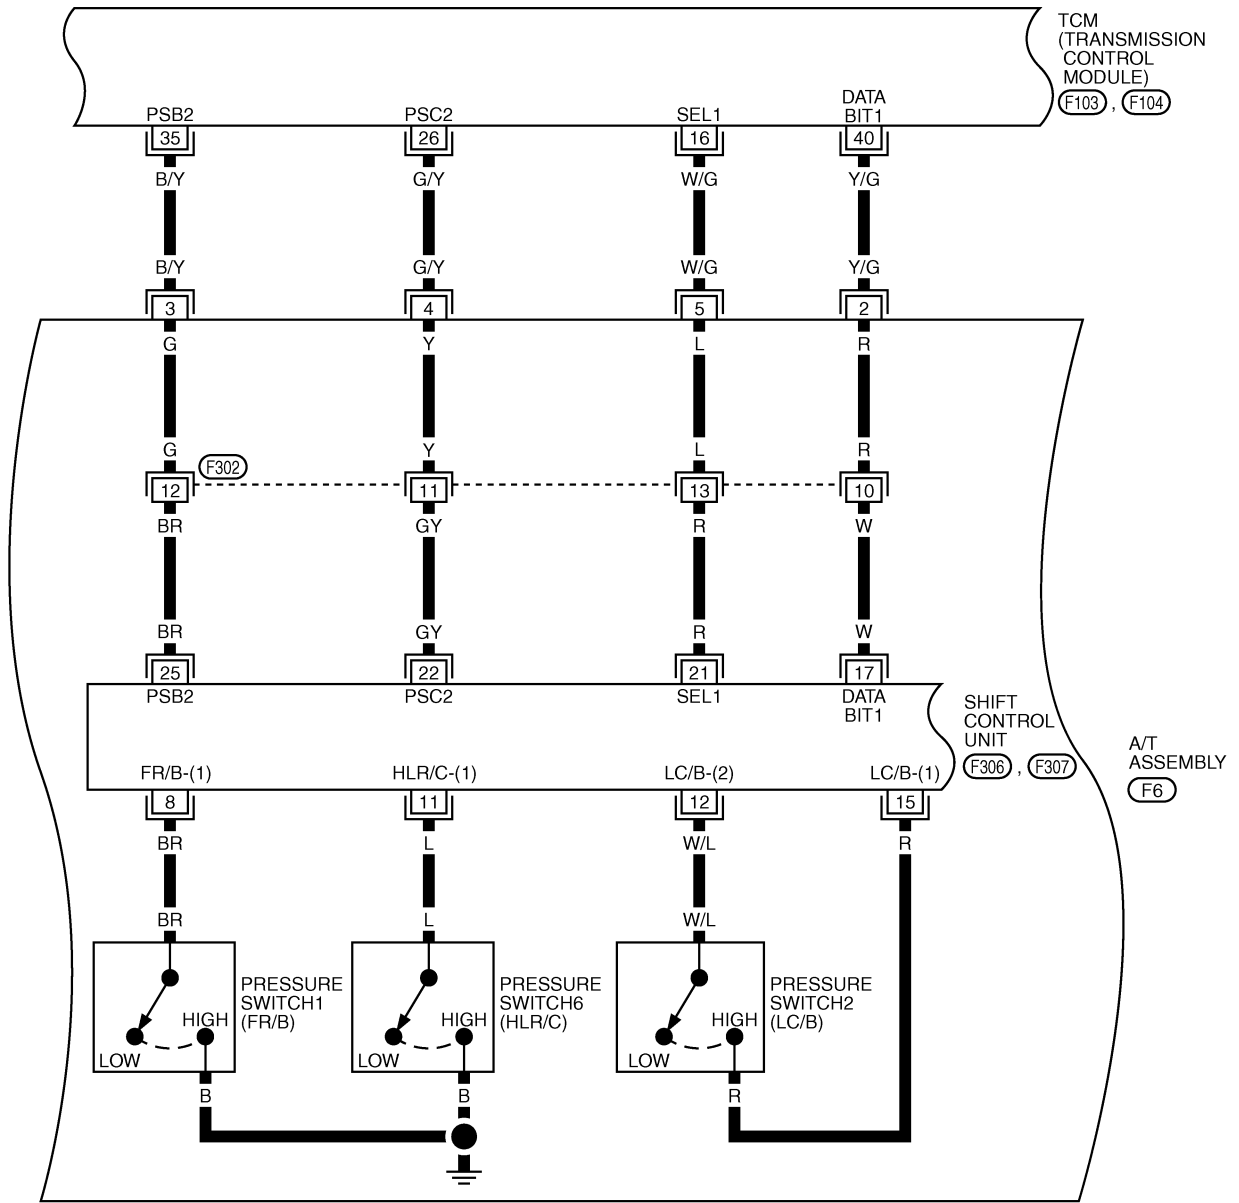 TCM
(TRANSMISSION
CONTROL
MODULE)
F103 , F104
PSB2
PSC2
SEL1
DATA
BIT1
35
26
16
40
B/Y
G/Y
W/G
Y/G
B/Y
G/Y
W/G
Y/G
3
4
5
2
G
Y
L
R
G
Y
L
R
F302
12
11
13
10
BR
GY
R
W
BR
GY
R
W
25
22
21
17
PSB2
PSC2
SEL1
DATA
BIT1
SHIFT
CONTROL
UNIT
F306 , F307
A/T
ASSEMBLY
F6
FR/B-(1)
HLR/C-(1)
LC/B-(2)
LC/B-(1)
8
11
12
15
BR
L
W/L
R
BR
L
W/L
PRESSURE
SWITCH1
(FR/B)
HIGH
LOW
PRESSURE
SWITCH6
(HLR/C)
HIGH
LOW
PRESSURE
SWITCH2
(LC/B)
HIGH
LOW
B
B
R